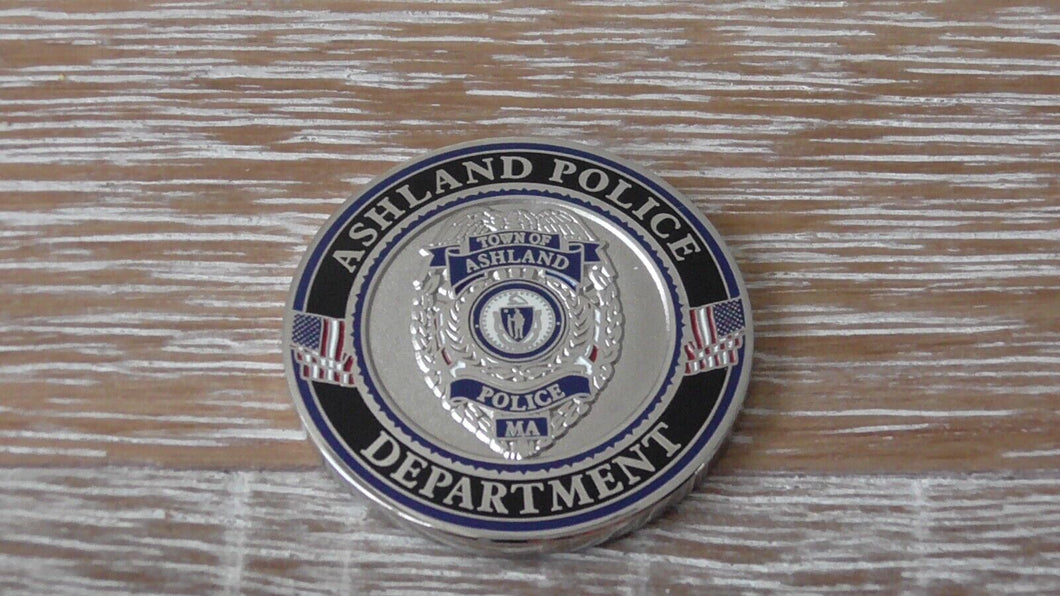 ASHLAND POLICE
TOWN OF
ASHLAND
POLICE
MA
DEPARTMENT